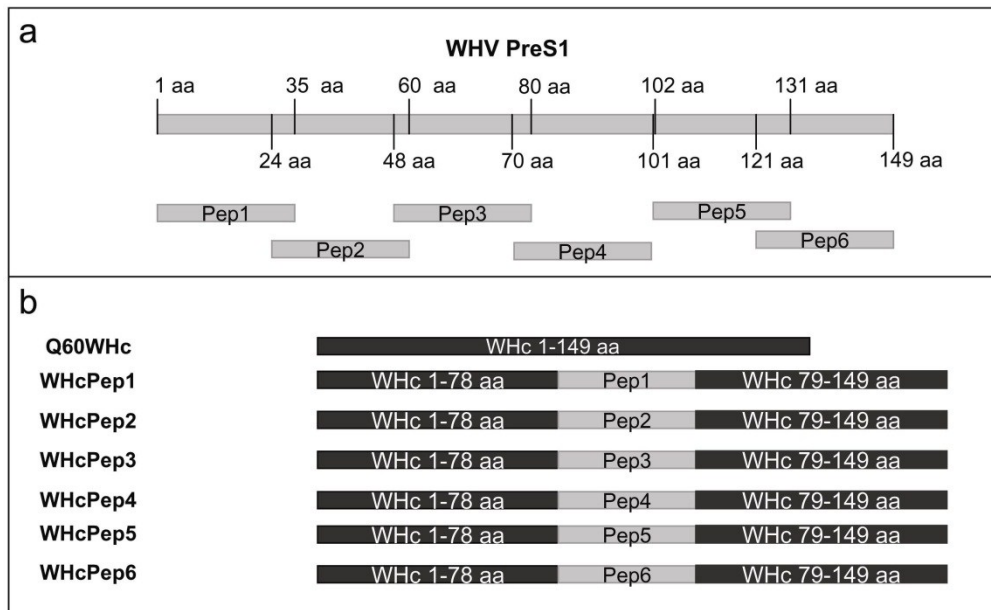 a
WHV PreS1
1 aa 35 aa 60 aa 80 aa 102 aa 131 aa
24 aa 48 aa 70 aa 101 aa 121 aa 149 aa
Pep1 Pep3 Pep5
Pep2 Pep4 Pep6
b
Q60WHc WHc 1-149 aa
WHcPep1 WHc 1-78 aa Pep1 WHc 79-149 aa
WHcPep2 WHc 1-78 aa Pep2 WHc 79-149 aa
WHcPep3 WHc 1-78 aa Pep3 WHc 79-149 aa
WHcPep4 WHc 1-78 aa Pep4 WHc 79-149 aa
WHcPep5 WHc 1-78 aa Pep5 WHc 79-149 aa
WHcPep6 WHc 1-78 aa Pep6 WHc 79-149 aa